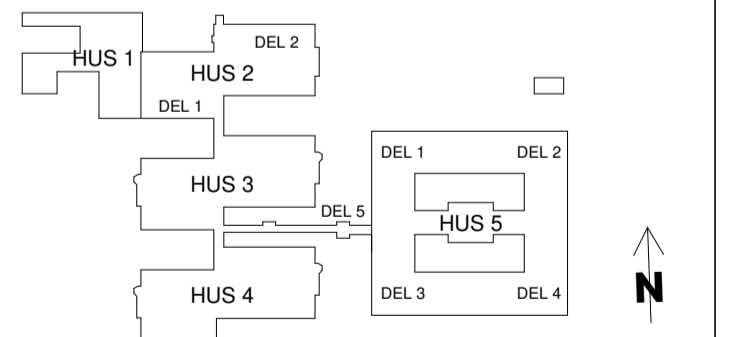 DEL 2
HUS 1
HUS 2
DEL 1
DEL 1
DEL 2
HUS 3
DEL 5
HUS 5
HUS 4
DEL 3
DEL 4
N